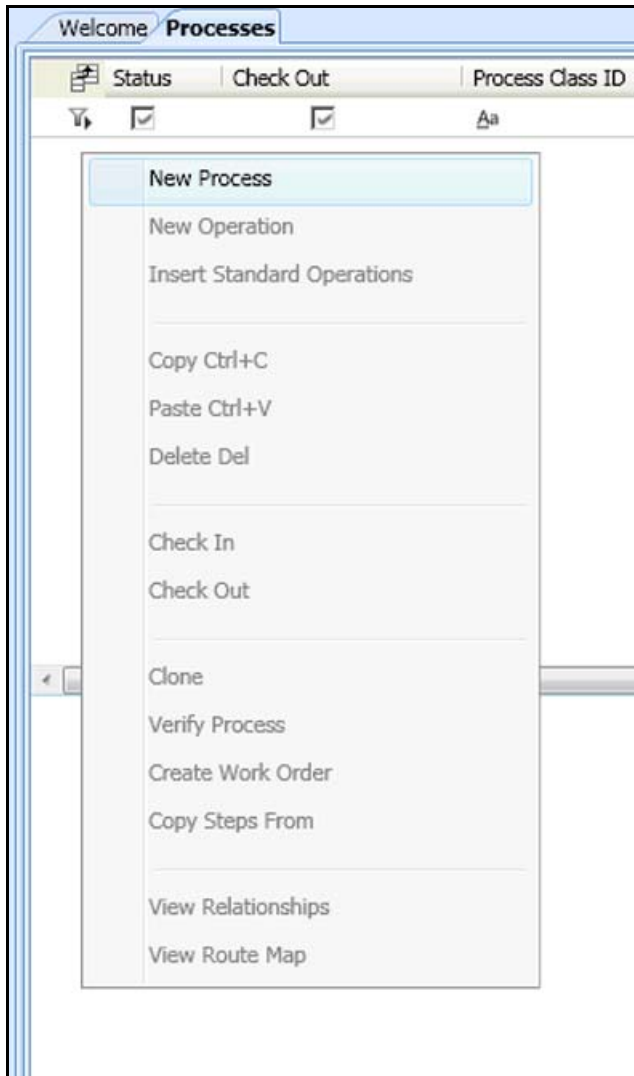 Welcome Processes
Status Check Out Process Class ID
Aa
New Process
New Operation
Insert Standard Operations
Copy Ctrl+C
Paste Ctrl+V
Delete Del
Check In
Check Out
Clone
Verify Process
Create Work Order
Copy Steps From
View Relationships
View Route Map